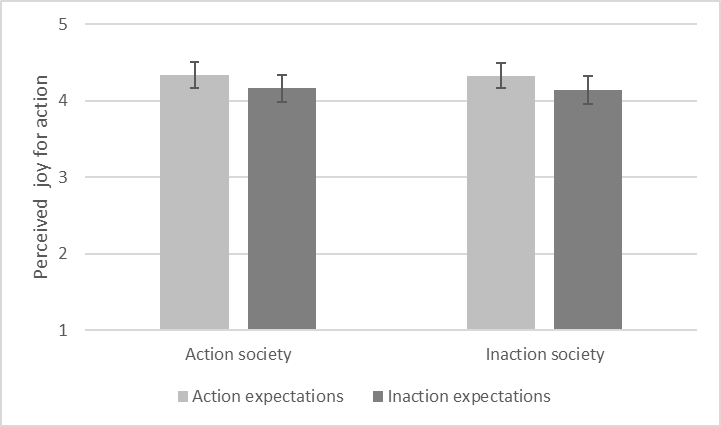 5
4
3
2
1
Perceived joy for action
Action society
Inaction society
Action expectations
Inaction expectations